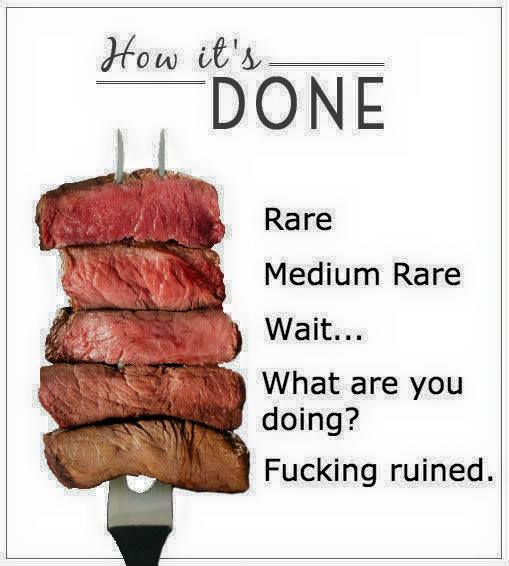 How it's
DONE
Rare
Medium Rare
Wait...
What are you
doing?
Fucking ruined.